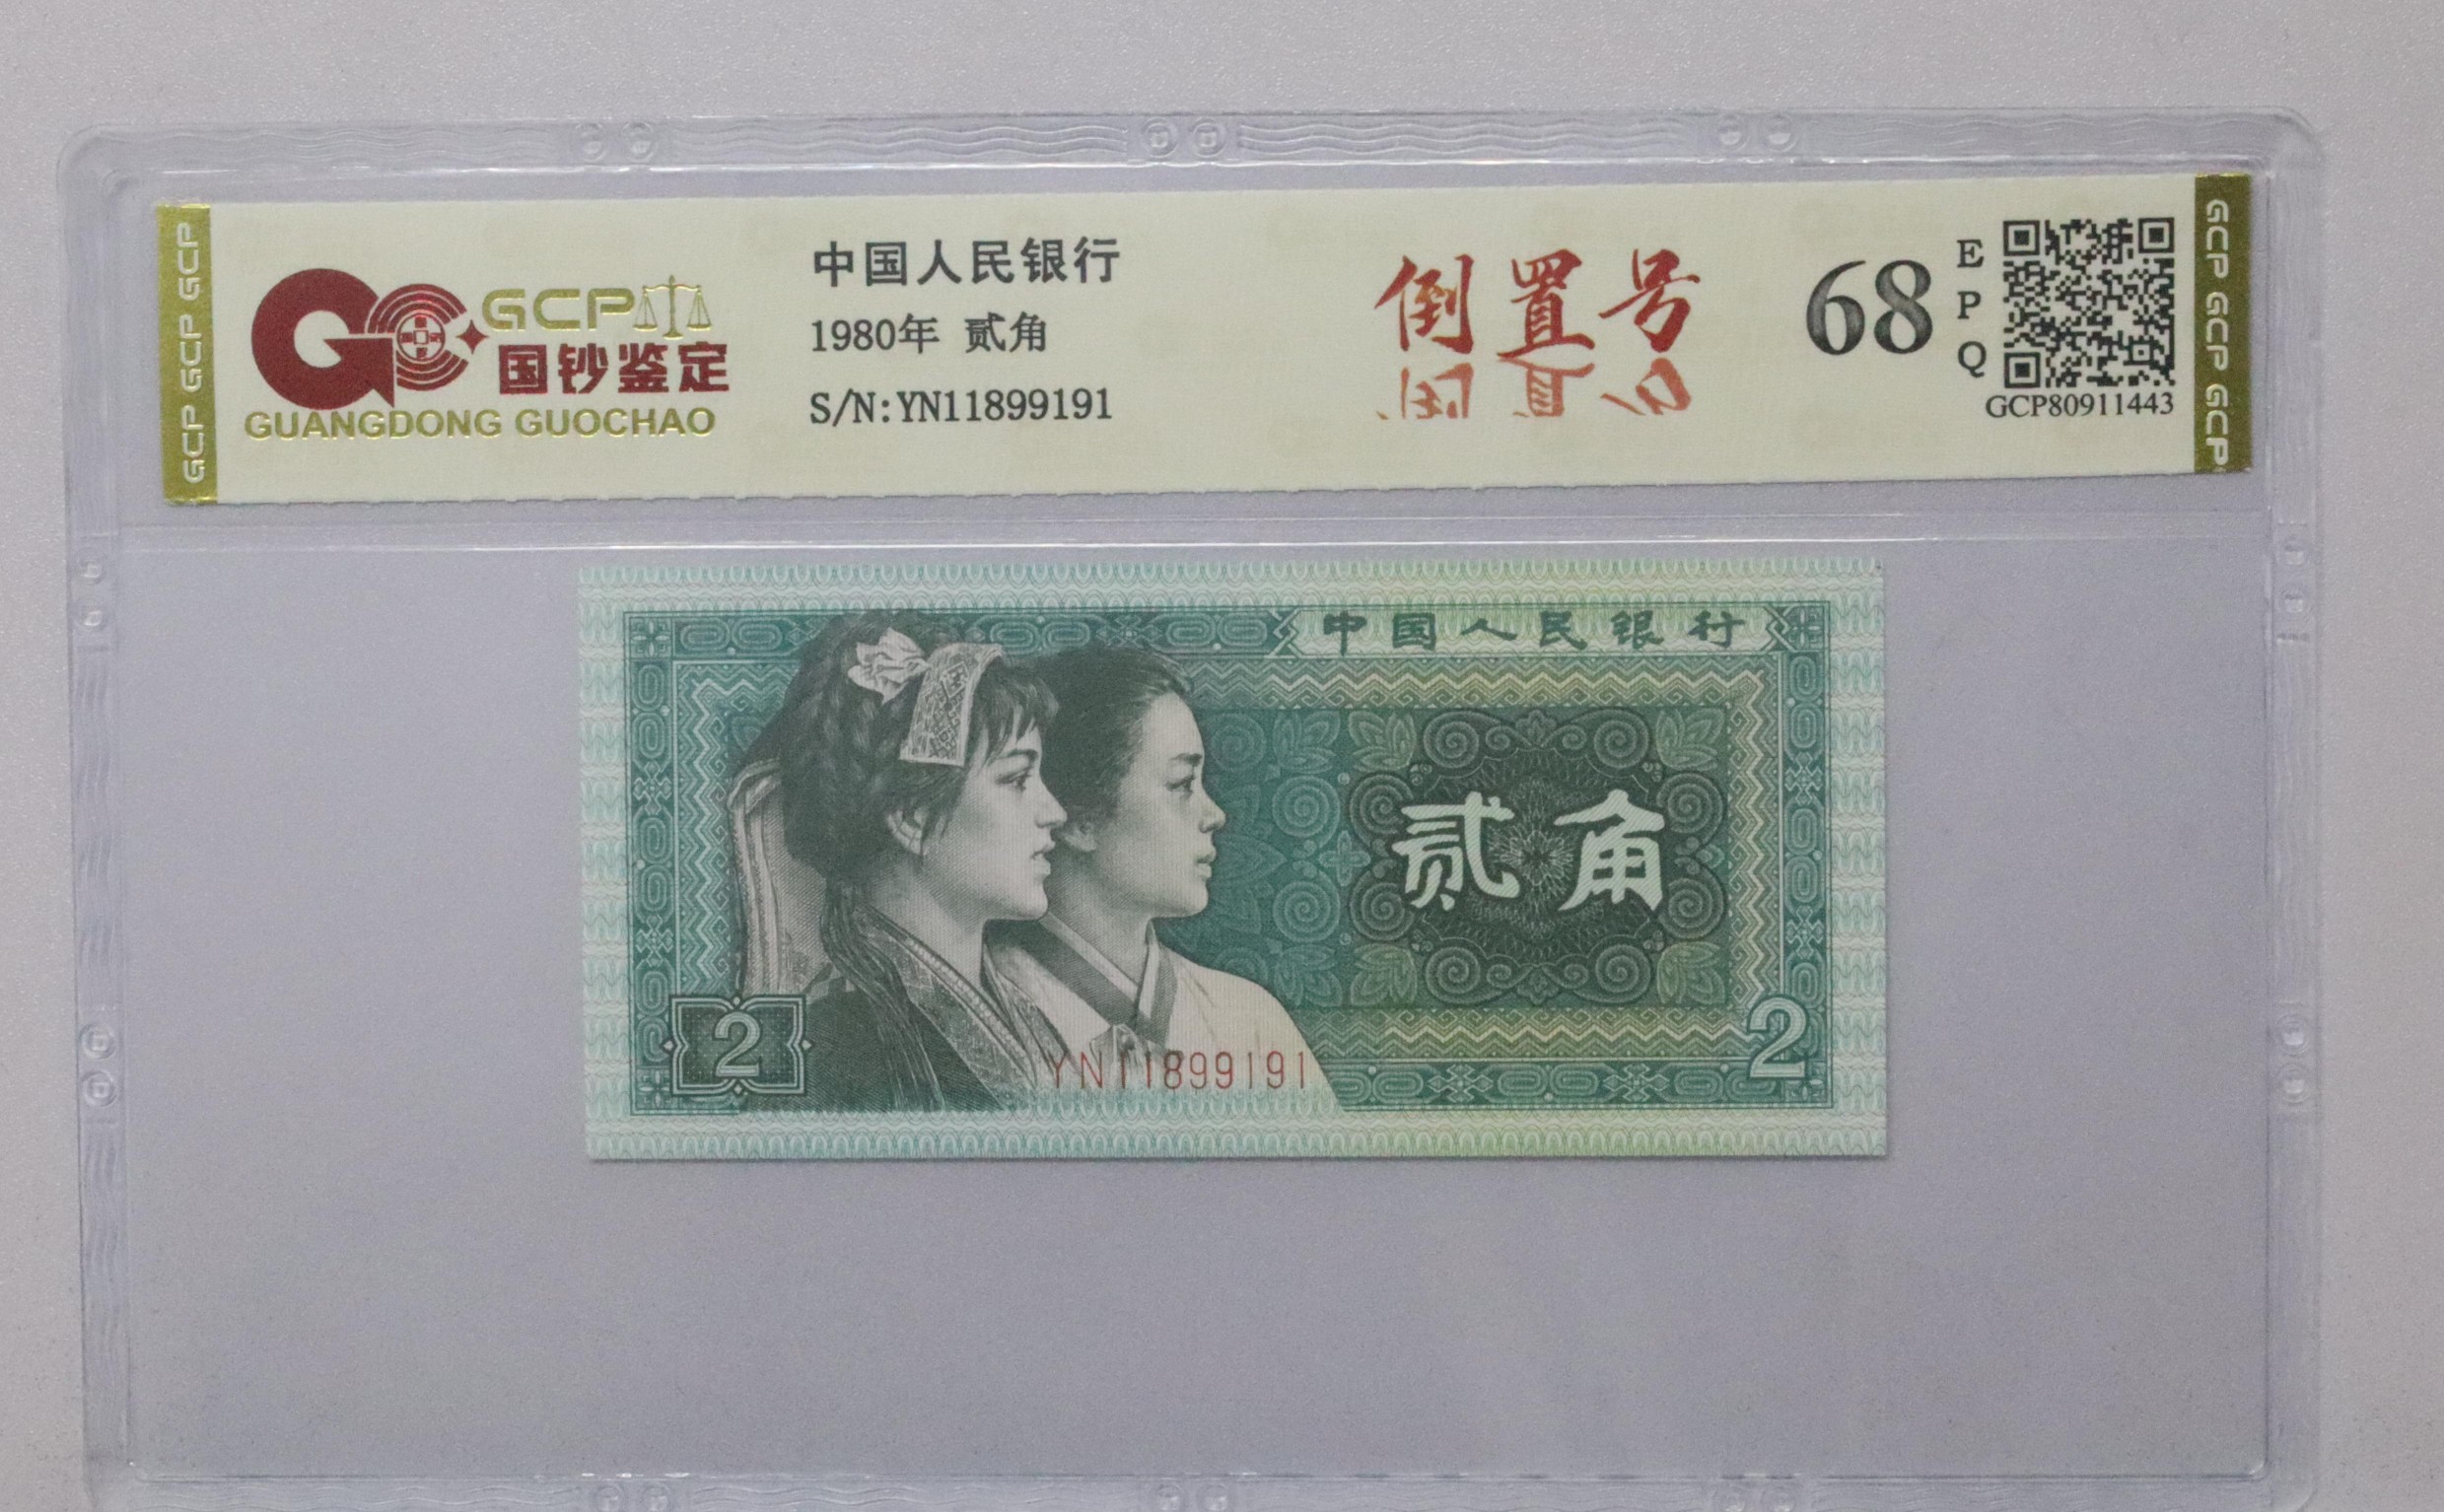 GCP GCP GCP
GCP
国钞鉴定
GUANGDONG GUOCHAO
中国人民银行
1980年 贰角
S/N:YN11899191
倒置号
68
E
P
Q
GCP80911443
GCP GCP GCP
中国人民银行
贰角
2
2
YN11899191